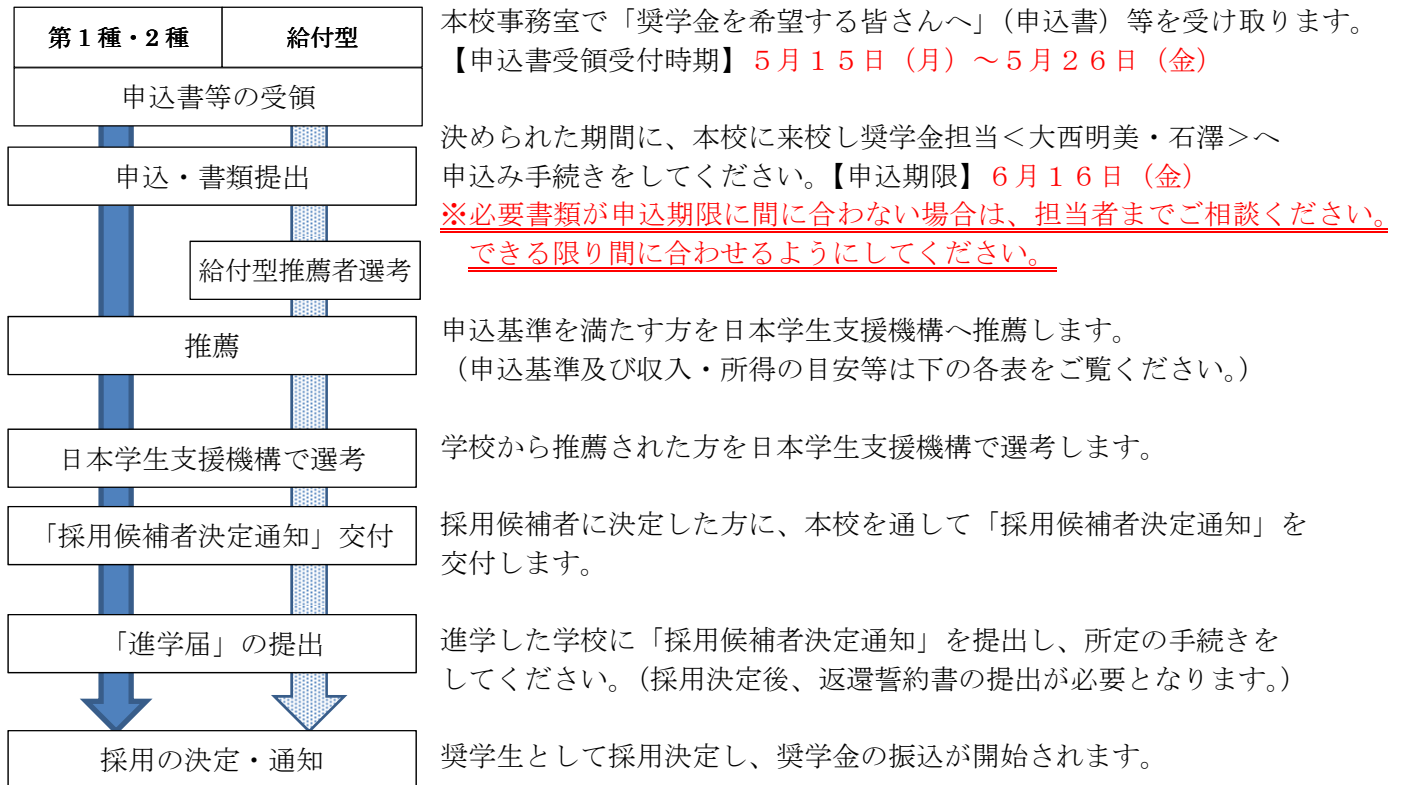 第１種・２種
給付型
本校事務室で「奨学金を希望する皆さんへ」（申込書）等を受け取ります。
【申込書受領受付時期】５月１５日（月）～５月２６日（金）
申込書等の受領
決められた期間に、本校に来校し奨学金担当＜大西明美・石澤＞へ
申込み手続きをしてください。【申込期限】６月１６日（金）
※必要書類が申込期限に間に合わない場合は、担当者までご相談ください。
できる限り間に合わせるようにしてください。
申込・書類提出
給付型推薦者選考
推薦
申込基準を満たす方を日本学生支援機構へ推薦します。
（申込基準及び収入・所得の目安等は下の各表をご覧ください。）
日本学生支援機構で選考
学校から推薦された方を日本学生支援機構で選考します。
「採用候補者決定通知」交付
採用候補者に決定した方に、本校を通して「採用候補者決定通知」を
交付します。
「進学届」の提出
進学した学校に「採用候補者決定通知」を提出し、所定の手続きを
してください。（採用決定後、返還誓約書の提出が必要となります。）
採用の決定・通知
奨学生として採用決定し、奨学金の振込が開始されます。